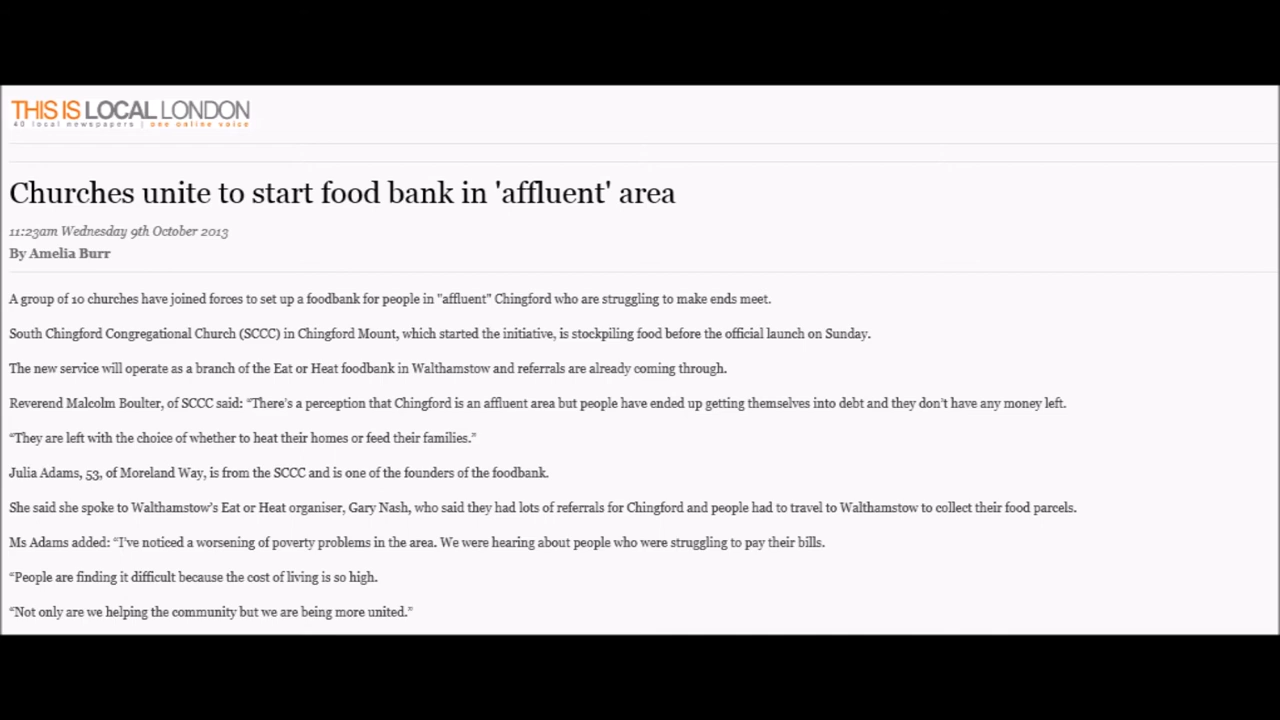 THIS IS LOCAL LONDON
40 local newspapers | one online voice
Churches unite to start food bank in 'affluent' area
11:23am Wednesday 9th October 2013
By Amelia Burr
A group of 10 churches have joined forces to set up a foodbank for people in "affluent" Chingford who are struggling to make ends meet.
South Chingford Congregational Church (SCCC) in Chingford Mount, which started the initiative, is stockpiling food before the official launch on Sunday.
The new service will operate as a branch of the Eat or Heat foodbank in Walthamstow and referrals are already coming through.
Reverend Malcolm Boulter, of SCCC said: “There’s a perception that Chingford is an affluent area but people have ended up getting themselves into debt and they don’t have any money left.
“They are left with the choice of whether to heat their homes or feed their families.”
Julia Adams, 53, of Moreland Way, is from the SCCC and is one of the founders of the foodbank.
She said she spoke to Walthamstow’s Eat or Heat organiser, Gary Nash, who said they had lots of referrals for Chingford and people had to travel to Walthamstow to collect their food parcels.
Ms Adams added: “I’ve noticed a worsening of poverty problems in the area. We were hearing about people who were struggling to pay their bills.
“People are finding it difficult because the cost of living is so high.
“Not only are we helping the community but we are being more united.”